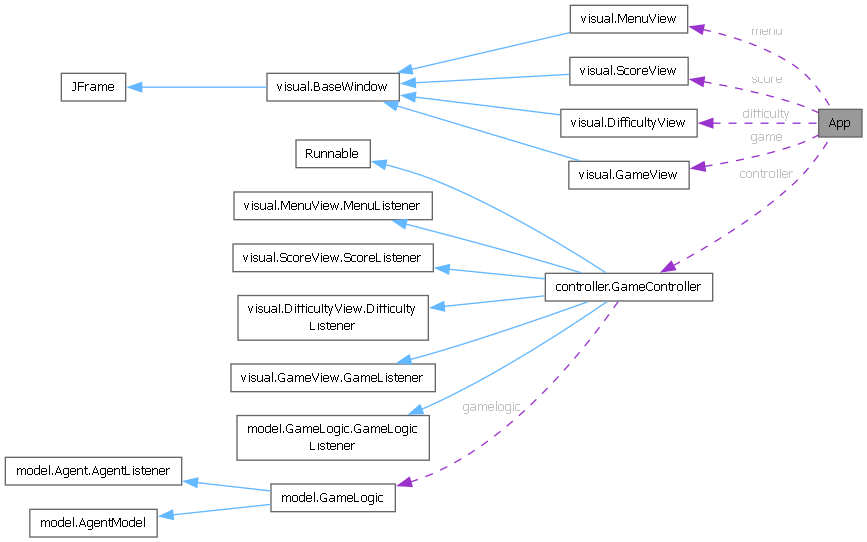 visual.MenuView
menu
visual.ScoreView
score
JFrame
visual.BaseWindow
difficulty
visual.DifficultyView
App
game
Runnable
visual.GameView
controller
visual.MenuView.MenuListener
visual.ScoreView.ScoreListener
controller.GameController
visual.DifficultyView.Difficulty
Listener
visual.GameView.GameListener
gamelogic
model.GameLogic.GameLogic
Listener
model.Agent.AgentListener
model.GameLogic
model.AgentModel